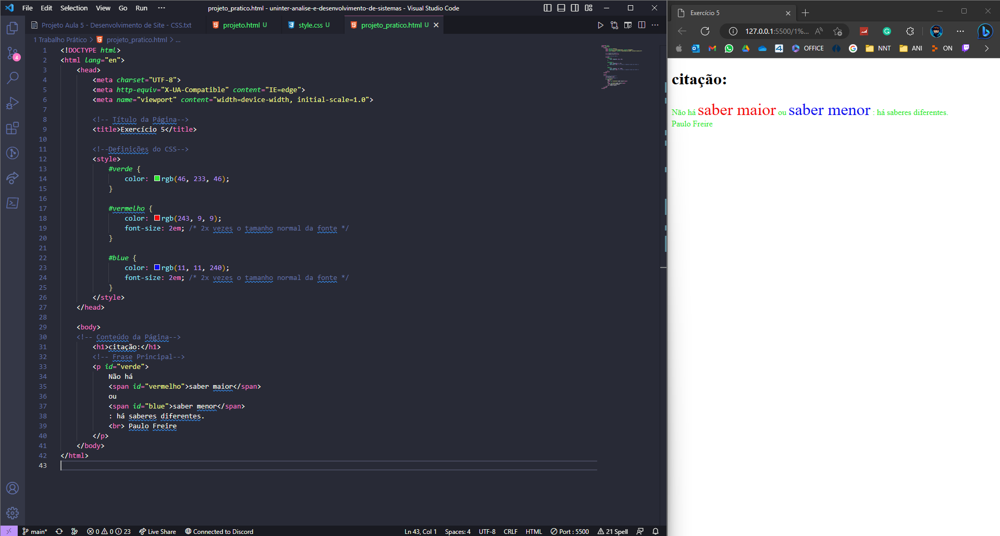 File Edit Selection View Go Run ··· projeto_pratico.html - uninter-analise-e-desenvolvimento-de-sistemas - Visual Studio Code
Projeto Aula 5 - Desenvolvimento de Site - CSS.txt projeto.html U style.css U projeto_pratico.html U
1 Trabalho Prático > projeto_pratico.html > ...
1 <!DOCTYPE html>
2 <html lang="en">
3 <head>
4 <meta charset="UTF-8">
5 <meta http-equiv="X-UA-Compatible" content="IE=edge">
6 <meta name="viewport" content="width=device-width, initial-scale=1.0">
7
8 <!-- Título da Página-->
9 <title>Exercício 5</title>
10
11 <!--Definições do CSS-->
12 <style>
13 #verde {
14 color: rgb(46, 233, 46);
15 }
16
17 #vermelho {
18 color: rgb(243, 9, 9);
19 font-size: 2em; /* 2x vezes o tamanho normal da fonte */
20 }
21
22 #blue {
23 color: rgb(11, 11, 240);
24 font-size: 2em; /* 2x vezes o tamanho normal da fonte */
25 }
26 </style>
27 </head>
28
29 <body>
30 <!-- Conteúdo da Página-->
31 <h1>citação:</h1>
32 <!-- Frase Principal-->
33 <p id="verde">
34 Não há
35 <span id="vermelho">saber maior</span>
36 ou
37 <span id="blue">saber menor</span>
38 : há saberes diferentes.
39 <br> Paulo Freire
40 </p>
41 </body>
42 </html>
43
4
main* 0 0 23 Live Share Connected to Discord Ln 43, Col 1 Spaces: 4 UTF-8 CRLF HTML Port : 5500 21 Spell
Exercício 5
127.0.0.1:5500/1%...
OFFICE NNT ANI ON
citação:
Não há saber maior ou saber menor : há saberes diferentes.
Paulo Freire